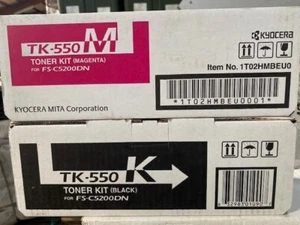 TK-550 M
TONER KIT (MAGENTA)
FOR FS-C5200DN
KYOCERA
Item No. 1T02HMBEU0
*1T02HMBEU0001*
KYOCERA MITA Corporation
TK-550 K
TONER KIT (BLACK)
FOR FS-C5200DN